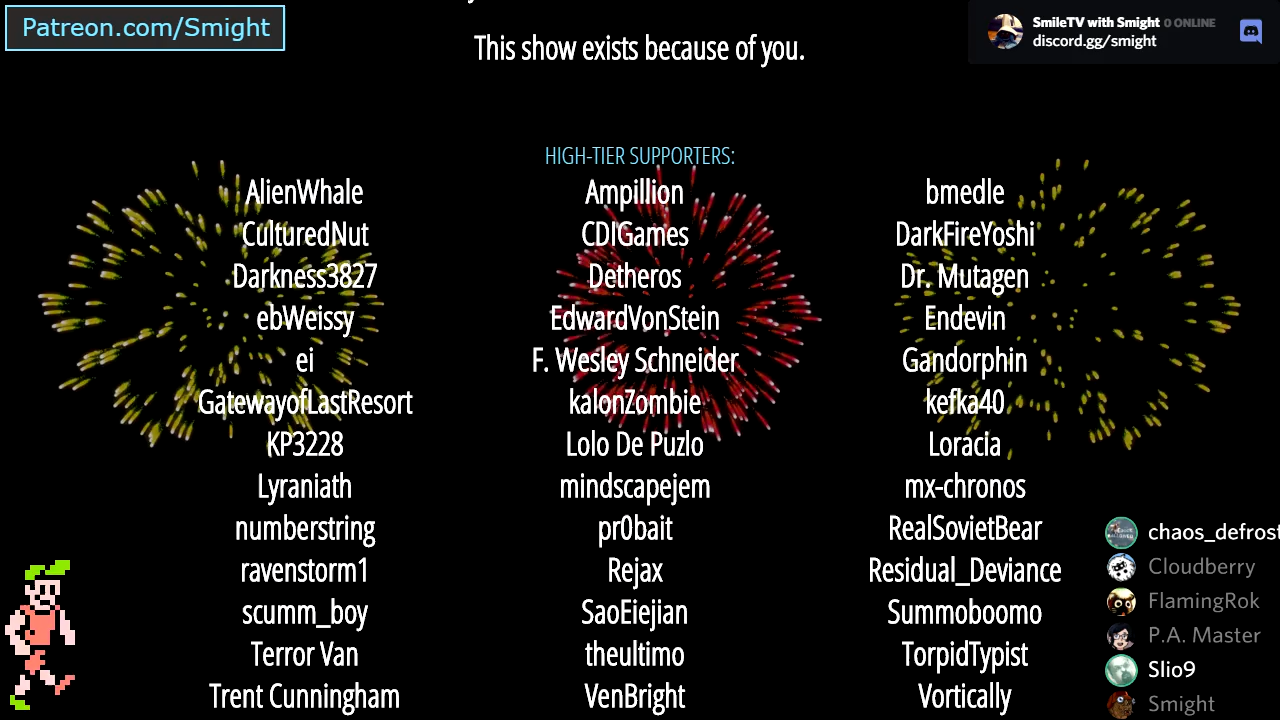 Patreon.com/Smight
SmileTV with Smight 0 ONLINE
discord.gg/smight
This show exists because of you.
HIGH-TIER SUPPORTERS:
AlienWhale Ampillion bmedle
CulturedNut CDIGames DarkFireYoshi
Darkness3827 Detheros Dr. Mutagen
ebWeissy EdwardVonStein Endevin
ei F. Wesley Schneider Gandorphin
GatewayofLastResort kalonZombie kefka40
KP3228 Lolo De Puzlo Loracia
Lyraniath mindscapejem mx-chronos
numberstring pr0bait RealSovietBear
ravenstorm1 Rejax Residual_Deviance
scumm_boy SaoEiejian Summoboomo
Terror Van theultimo TorpidTypist
Trent Cunningham VenBright Vortically
chaos_defrost
Cloudberry
FlamingRok
P.A. Master
Slio9
Smight